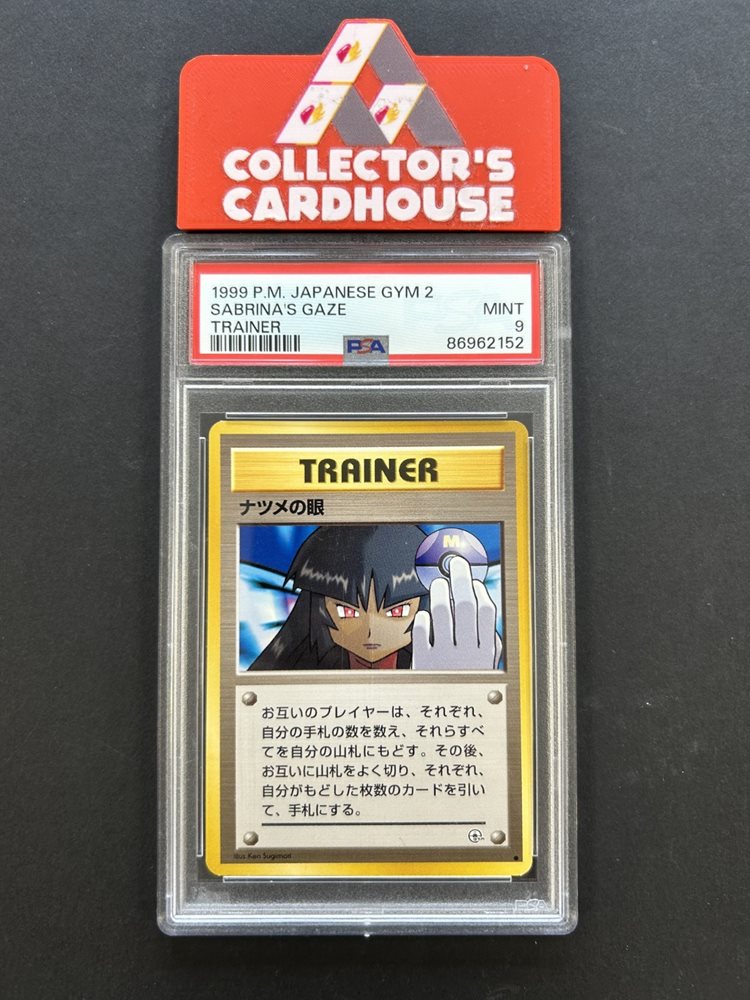 COLLECTOR'S
CARDHOUSE
1999 P.M. JAPANESE GYM 2
SABRINA'S GAZE MINT
TRAINER 9
PSA 86962152
TRAINER
ナツメの眼
M
お互いのプレイヤーは、それぞれ、
自分の手札の数を数え、それらすべ
てを自分の山札にもどす。その後、
お互いに山札をよく切り、それぞれ、
自分がもどした枚数のカードを引い
て、手札にする。
Illus. Ken Sugimori
PSA